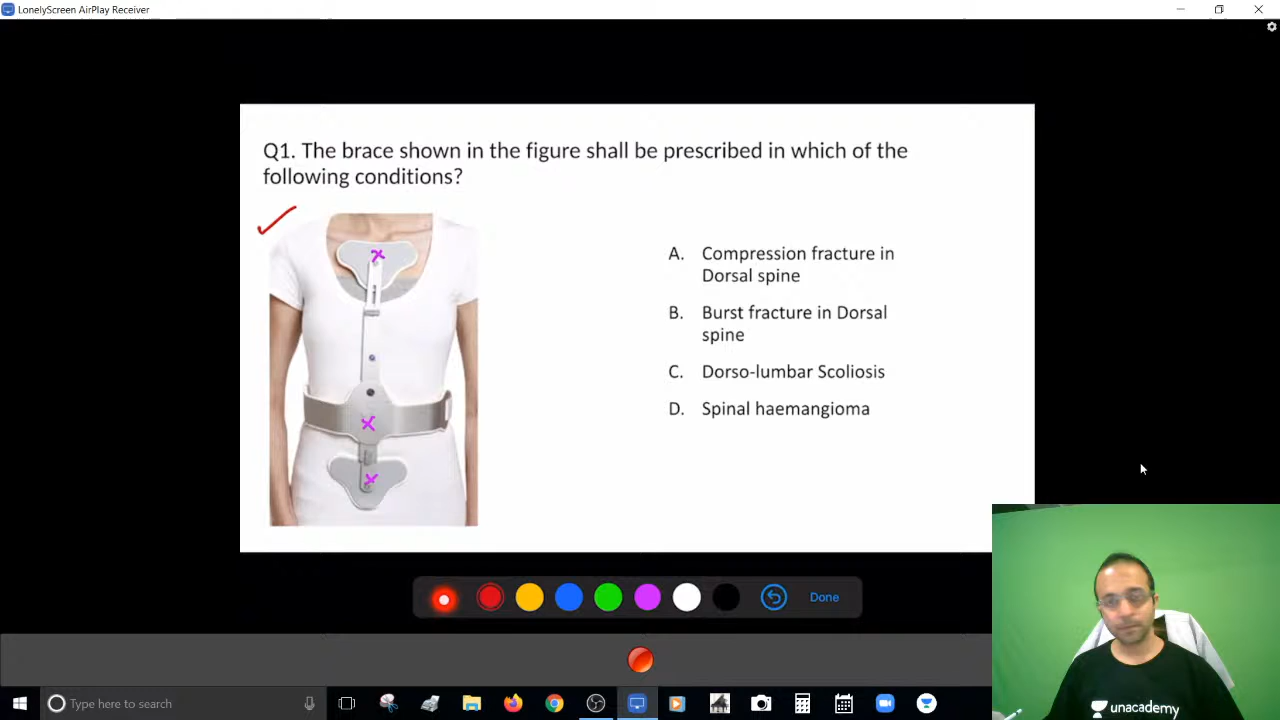 LonelyScreen AirPlay Receiver
Q1. The brace shown in the figure shall be prescribed in which of the
following conditions?
A. Compression fracture in
Dorsal spine
B. Burst fracture in Dorsal
spine
C. Dorso-lumbar Scoliosis
D. Spinal haemangioma
Done
unacademy
Type here to search